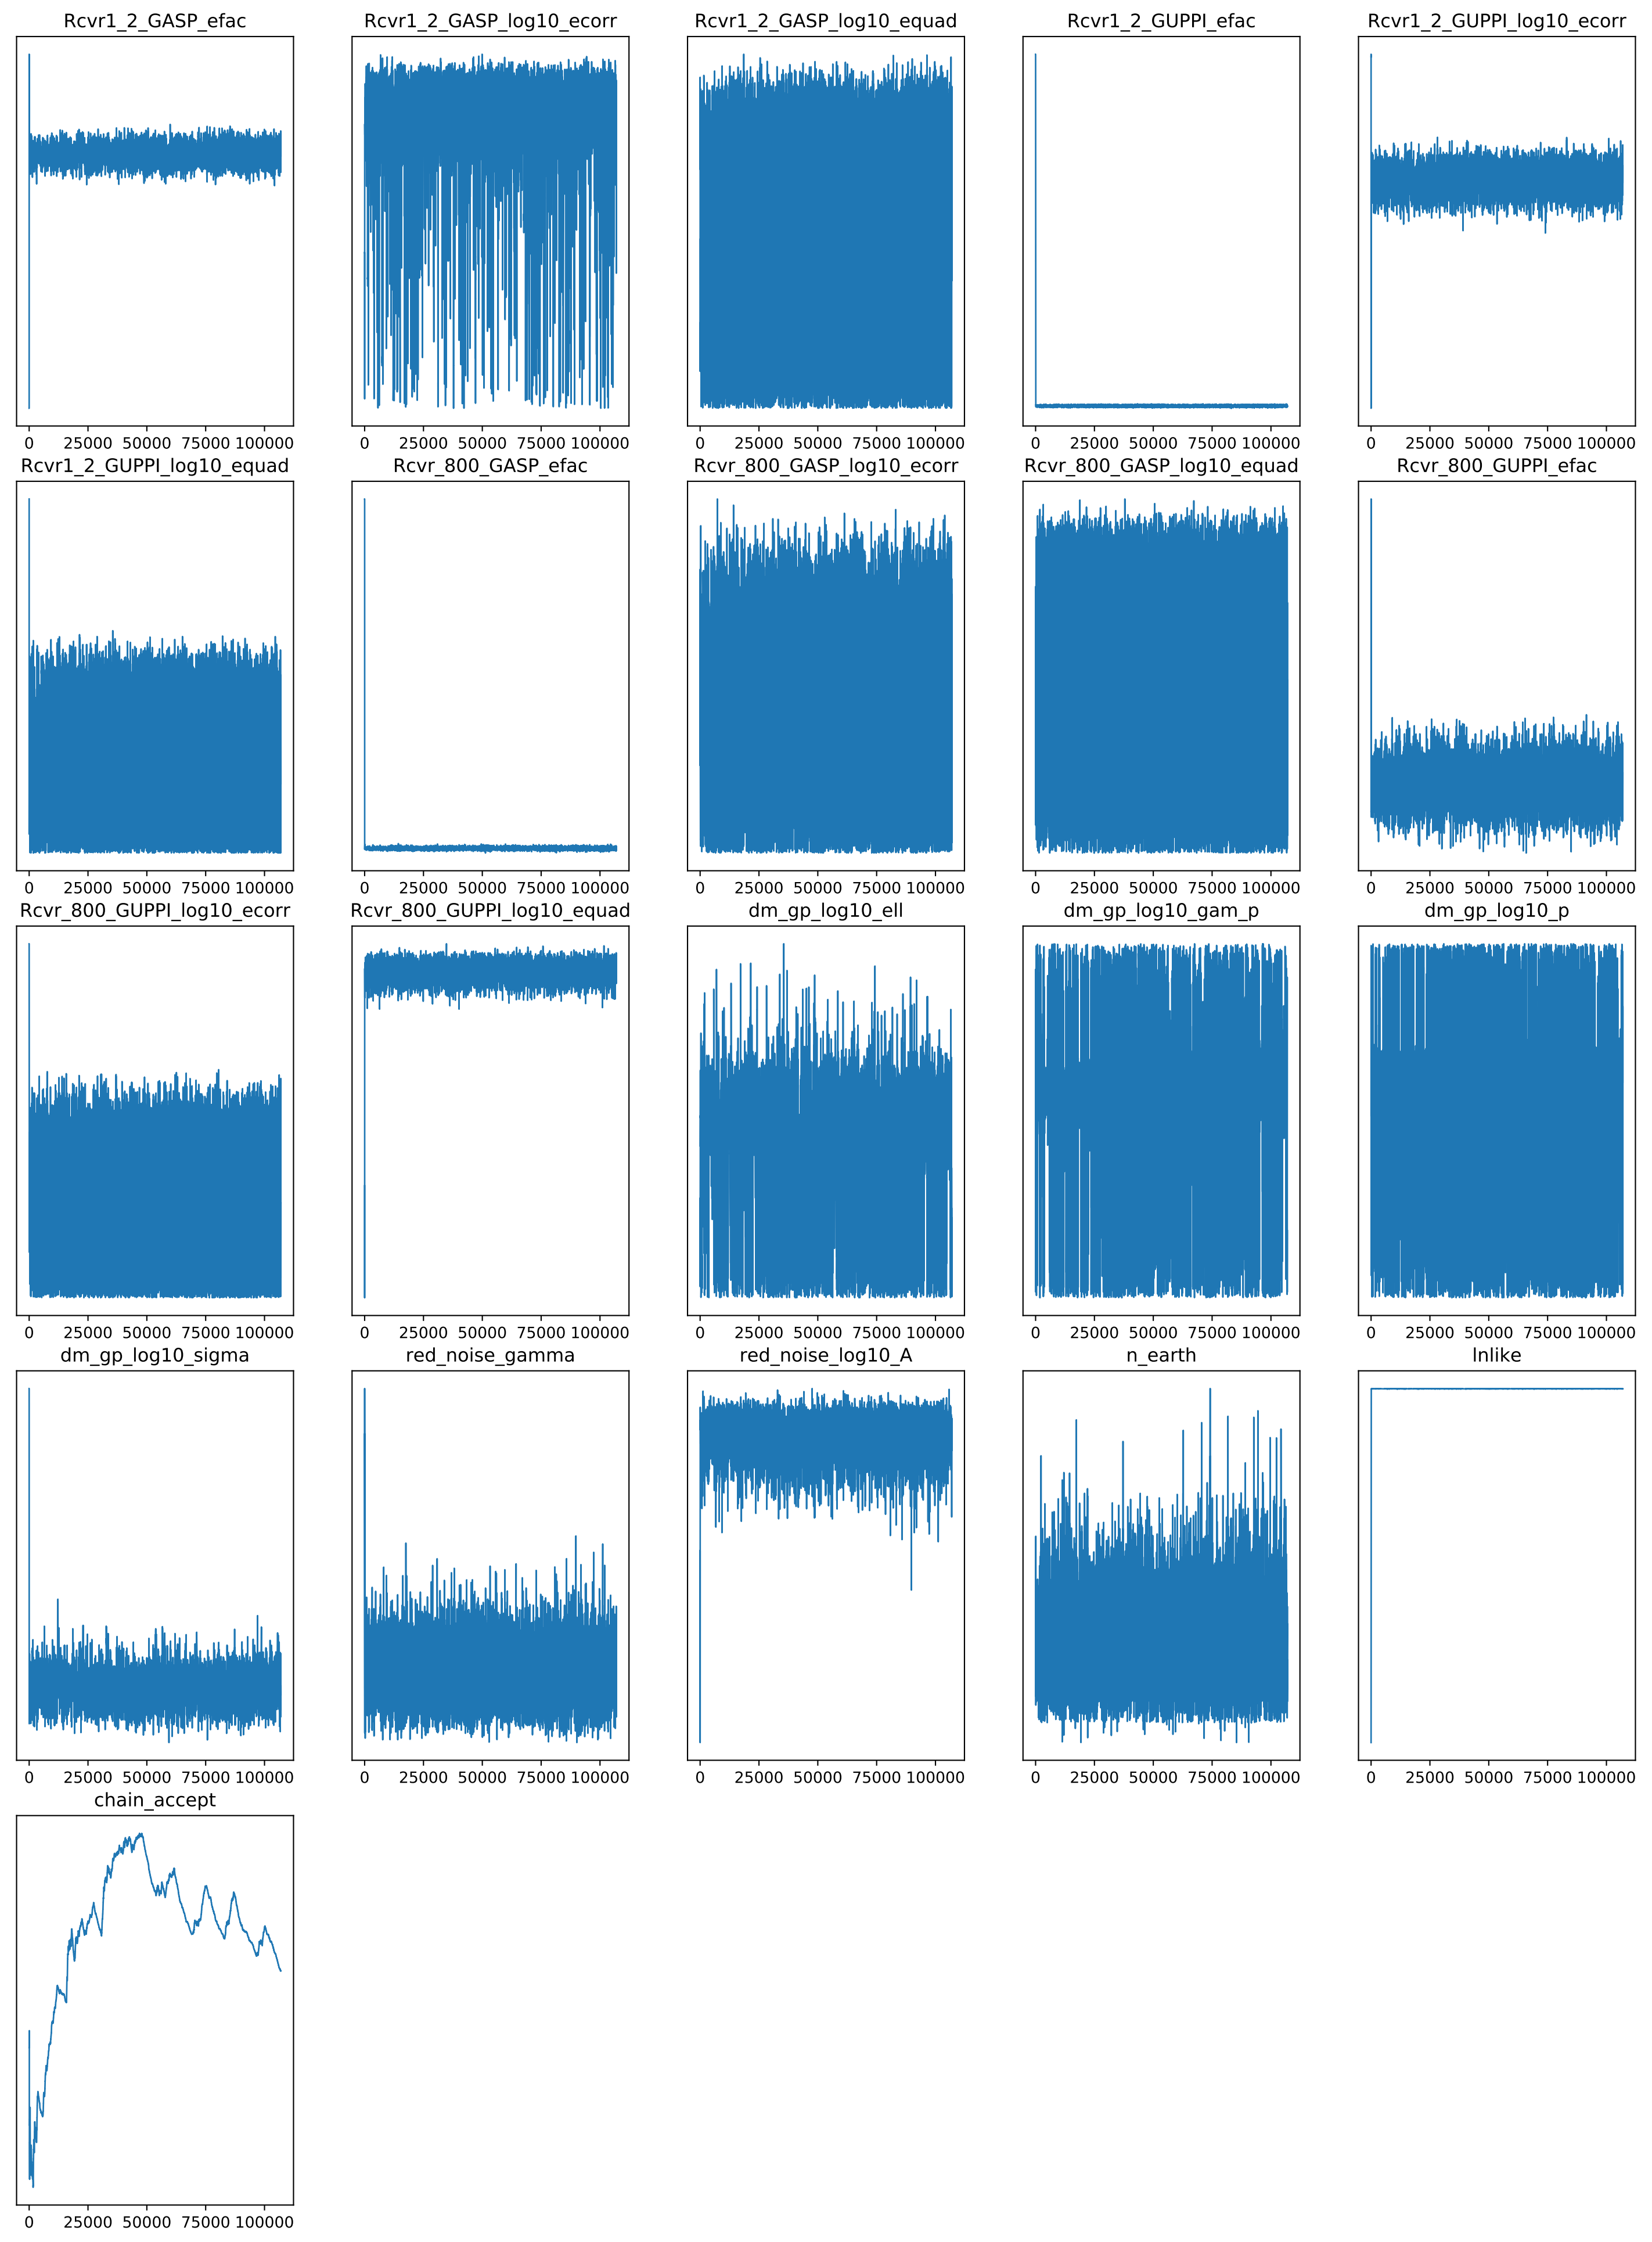 Rcvr1_2_GASP_efac Rcvr1_2_GASP_log10_ecorr Rcvr1_2_GASP_log10_equad Rcvr1_2_GUPPI_efac Rcvr1_2_GUPPI_log10_ecorr
0 25000 50000 75000 100000 0 25000 50000 75000 100000 0 25000 50000 75000 100000 0 25000 50000 75000 100000 0 25000 50000 75000 100000
Rcvr1_2_GUPPI_log10_equad Rcvr_800_GASP_efac Rcvr_800_GASP_log10_ecorr Rcvr_800_GASP_log10_equad Rcvr_800_GUPPI_efac
0 25000 50000 75000 100000 0 25000 50000 75000 100000 0 25000 50000 75000 100000 0 25000 50000 75000 100000 0 25000 50000 75000 100000
Rcvr_800_GUPPI_log10_ecorr Rcvr_800_GUPPI_log10_equad dm_gp_log10_ell dm_gp_log10_gam_p dm_gp_log10_p
0 25000 50000 75000 100000 0 25000 50000 75000 100000 0 25000 50000 75000 100000 0 25000 50000 75000 100000 0 25000 50000 75000 100000
dm_gp_log10_sigma red_noise_gamma red_noise_log10_A n_earth lnlike
0 25000 50000 75000 100000 0 25000 50000 75000 100000 0 25000 50000 75000 100000 0 25000 50000 75000 100000 0 25000 50000 75000 100000
chain_accept
0 25000 50000 75000 100000